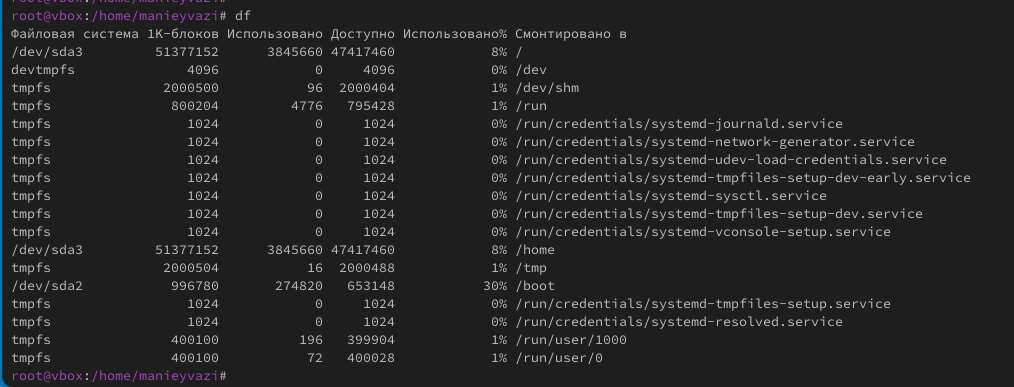 root@vbox:/home/manieyvazi# df
Файловая система 1K-блоков Использовано Доступно Использовано% Смонтировано в
/dev/sda3 51377152 3845660 47417460 8% /
devtmpfs 4096 0 4096 0% /dev
tmpfs 2000500 96 2000404 1% /dev/shm
tmpfs 800204 4776 795428 1% /run
tmpfs 1024 0 1024 0% /run/credentials/systemd-journald.service
tmpfs 1024 0 1024 0% /run/credentials/systemd-network-generator.service
tmpfs 1024 0 1024 0% /run/credentials/systemd-udev-load-credentials.service
tmpfs 1024 0 1024 0% /run/credentials/systemd-tmpfiles-setup-dev-early.service
tmpfs 1024 0 1024 0% /run/credentials/systemd-sysctl.service
tmpfs 1024 0 1024 0% /run/credentials/systemd-tmpfiles-setup-dev.service
tmpfs 1024 0 1024 0% /run/credentials/systemd-vconsole-setup.service
/dev/sda3 51377152 3845660 47417460 8% /home
tmpfs 2000504 16 2000488 1% /tmp
/dev/sda2 996780 274820 653148 30% /boot
tmpfs 1024 0 1024 0% /run/credentials/systemd-tmpfiles-setup.service
tmpfs 1024 0 1024 0% /run/credentials/systemd-resolved.service
tmpfs 400100 196 399904 1% /run/user/1000
tmpfs 400100 72 400028 1% /run/user/0
root@vbox:/home/manieyvazi#